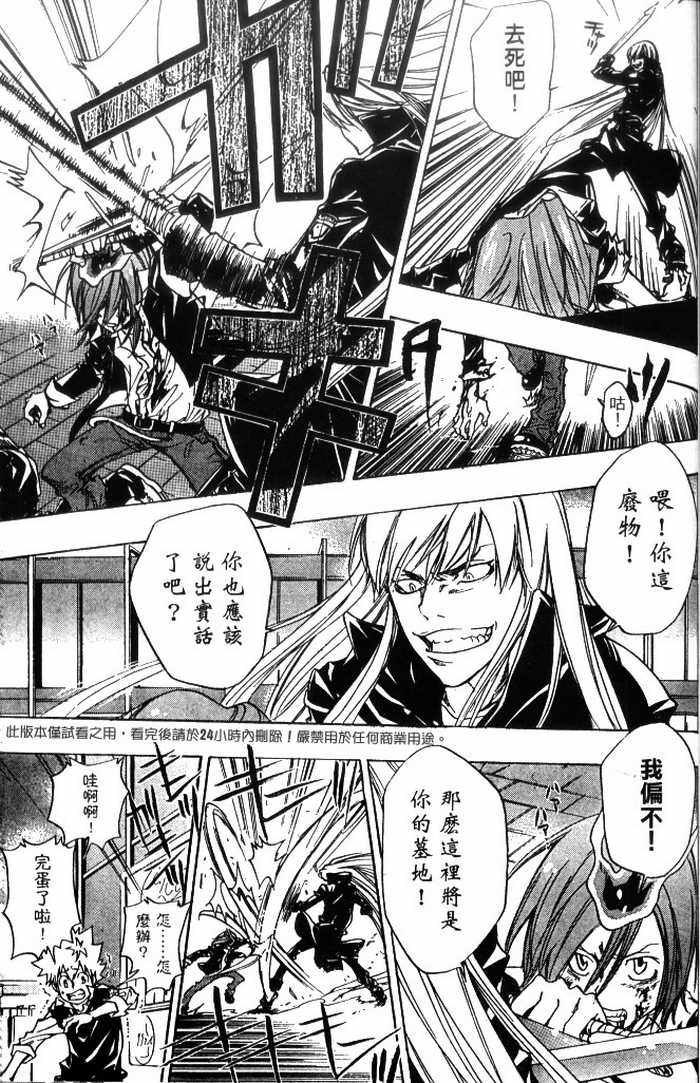 去死吧！
咕！
喂！你這
廢物！
你也應該
說出實話
了吧？
此版本僅試看之用，看完後請於24小時內刪除！嚴禁用於任何商業用途。
我偏不！
那麼這裡將是
你的墓地！
怎……怎
麼辦？
哇啊啊！
完蛋了啦！